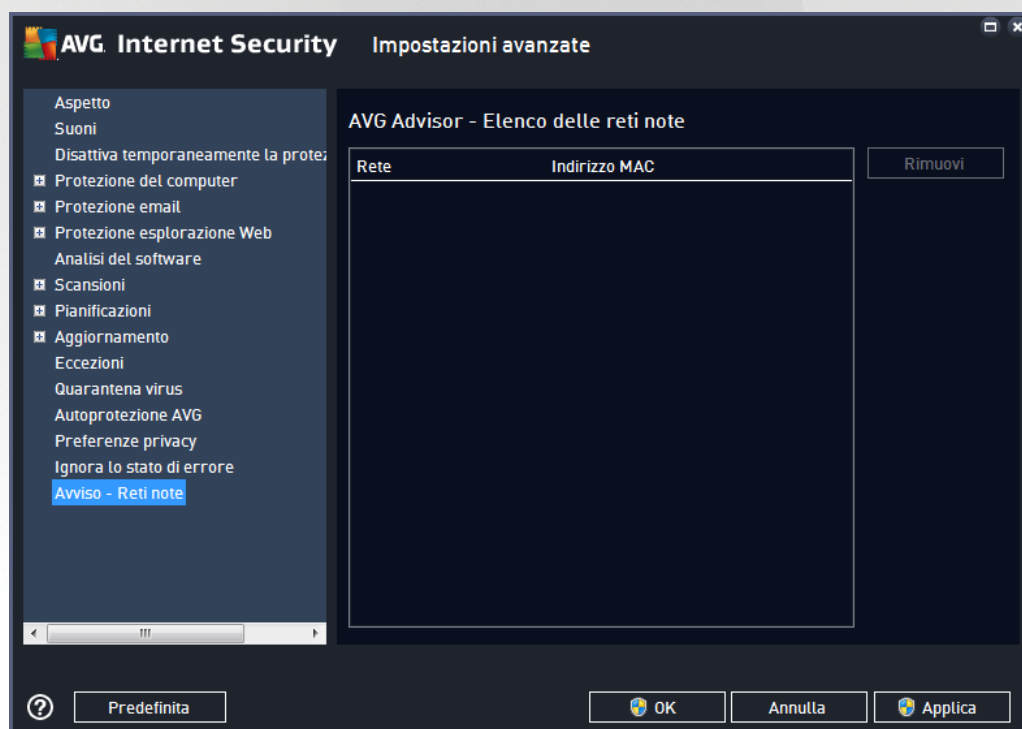 AVG. Internet Security
Impostazioni avanzate
Aspetto
Suoni
Disattiva temporaneamente la
Protezione del computer
Protezione email
Protezione esplorazione Web
Analisi del software
Scansioni
Pianificazioni
Aggiornamento
Eccezioni
Quarantena virus
Autoprotezione AVG
Preferenze privacy
Ignora lo stato di errore
Avviso - Reti note
AVG Advisor - Elenco delle reti note
Rete Indirizzo MAC
Rimuovi
Predefinita
OK
Annulla
Applica